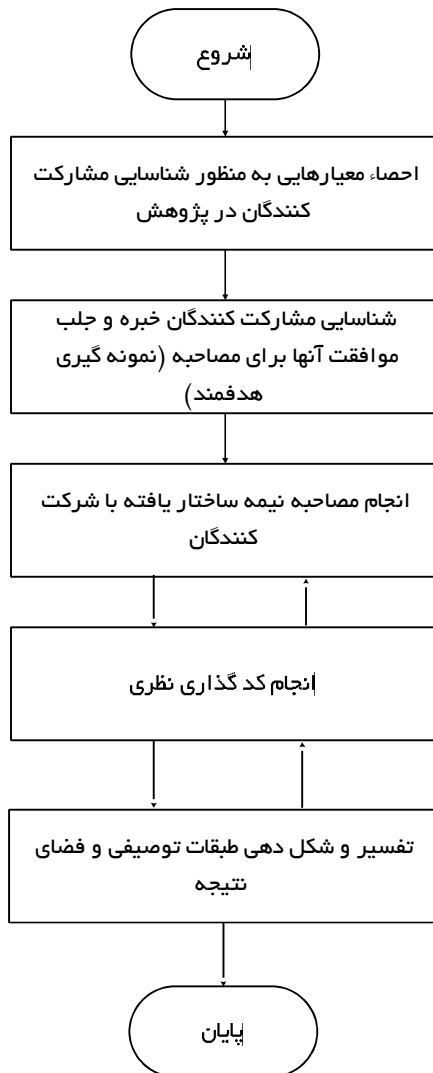 شروع
احصاء معیارهایی به منظور شناسایی مشارکت
کنندگان در پژوهش
شناسایی مشارکت کنندگان خبره و جلب
موافقت آنها برای مصاحبه (نمونه گیری
هدفمند)
انجام مصاحبه نیمه ساختار یافته با شرکت
کنندگان
انجام کد گذاری نظری
تفسیر و شکل دهی طبقات توصیفی و فضای
نتیجه
پایان